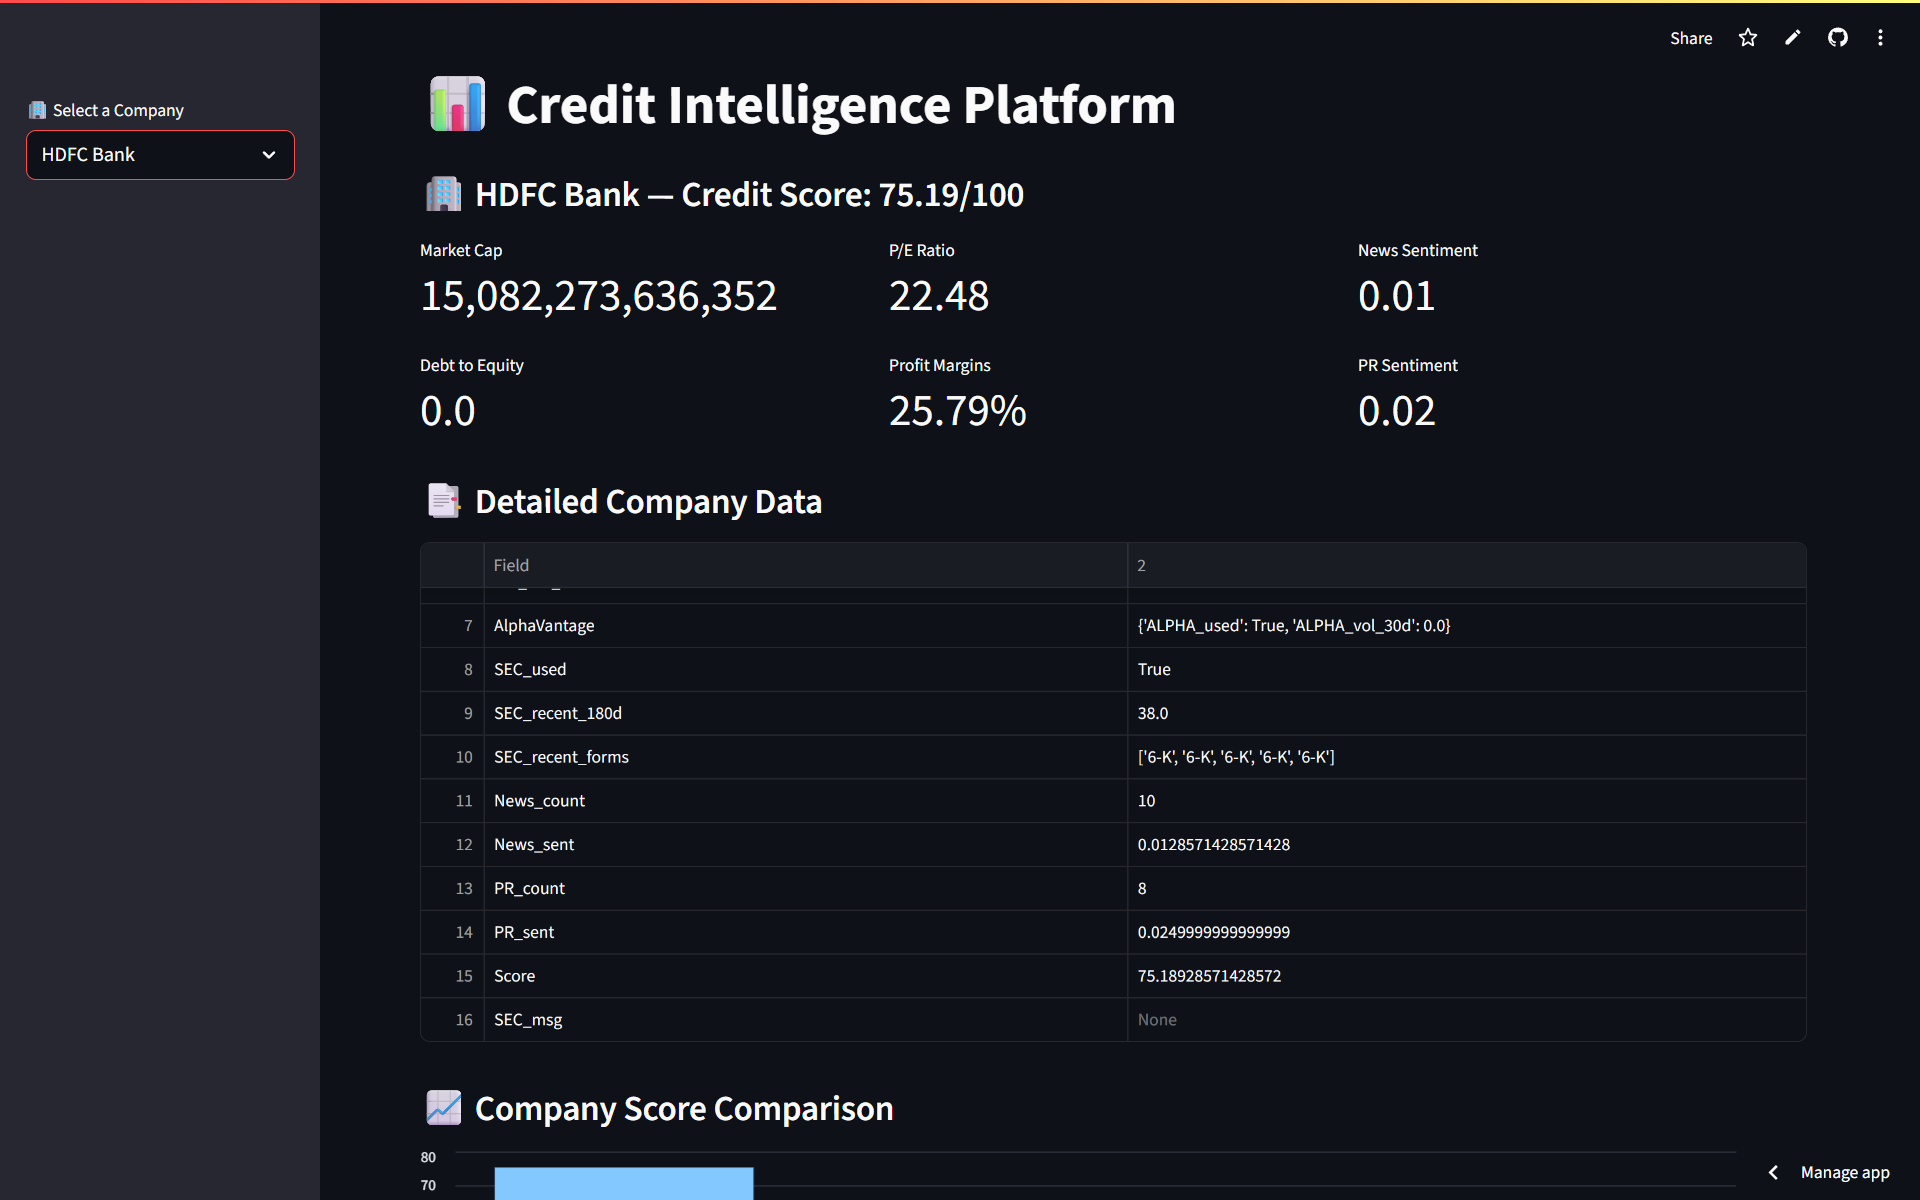 Share
Select a Company
HDFC Bank
Credit Intelligence Platform
HDFC Bank — Credit Score: 75.19/100
Market Cap
15,082,273,636,352
P/E Ratio
22.48
News Sentiment
0.01
Debt to Equity
0.0
Profit Margins
25.79%
PR Sentiment
0.02
Detailed Company Data
Field 2
7 AlphaVantage {'ALPHA_used': True, 'ALPHA_vol_30d': 0.0}
8 SEC_used True
9 SEC_recent_180d 38.0
10 SEC_recent_forms ['6-K', '6-K', '6-K', '6-K', '6-K']
11 News_count 10
12 News_sent 0.0128571428571428
13 PR_count 8
14 PR_sent 0.0249999999999999
15 Score 75.18928571428572
16 SEC_msg None
Company Score Comparison
80
70
Manage app